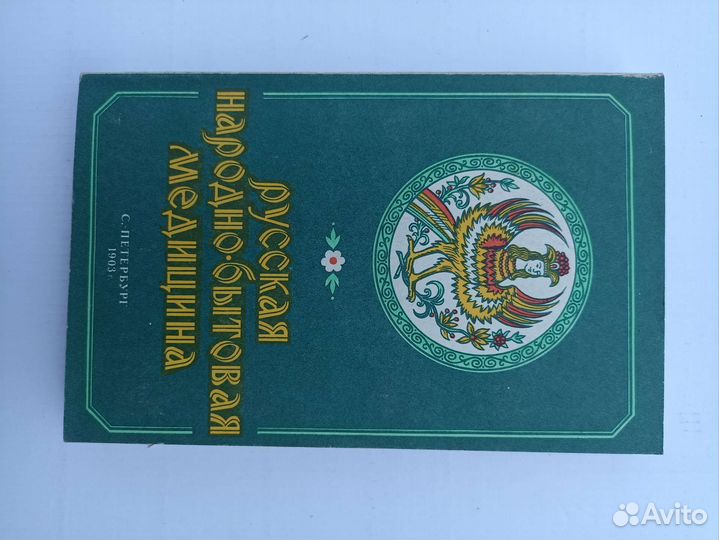 РУССКАЯ
НАРОДНО-БЫТОВАЯ
МЕДИЦИНА
С. ПЕТЕРБУРГ
1903 г.
Avito